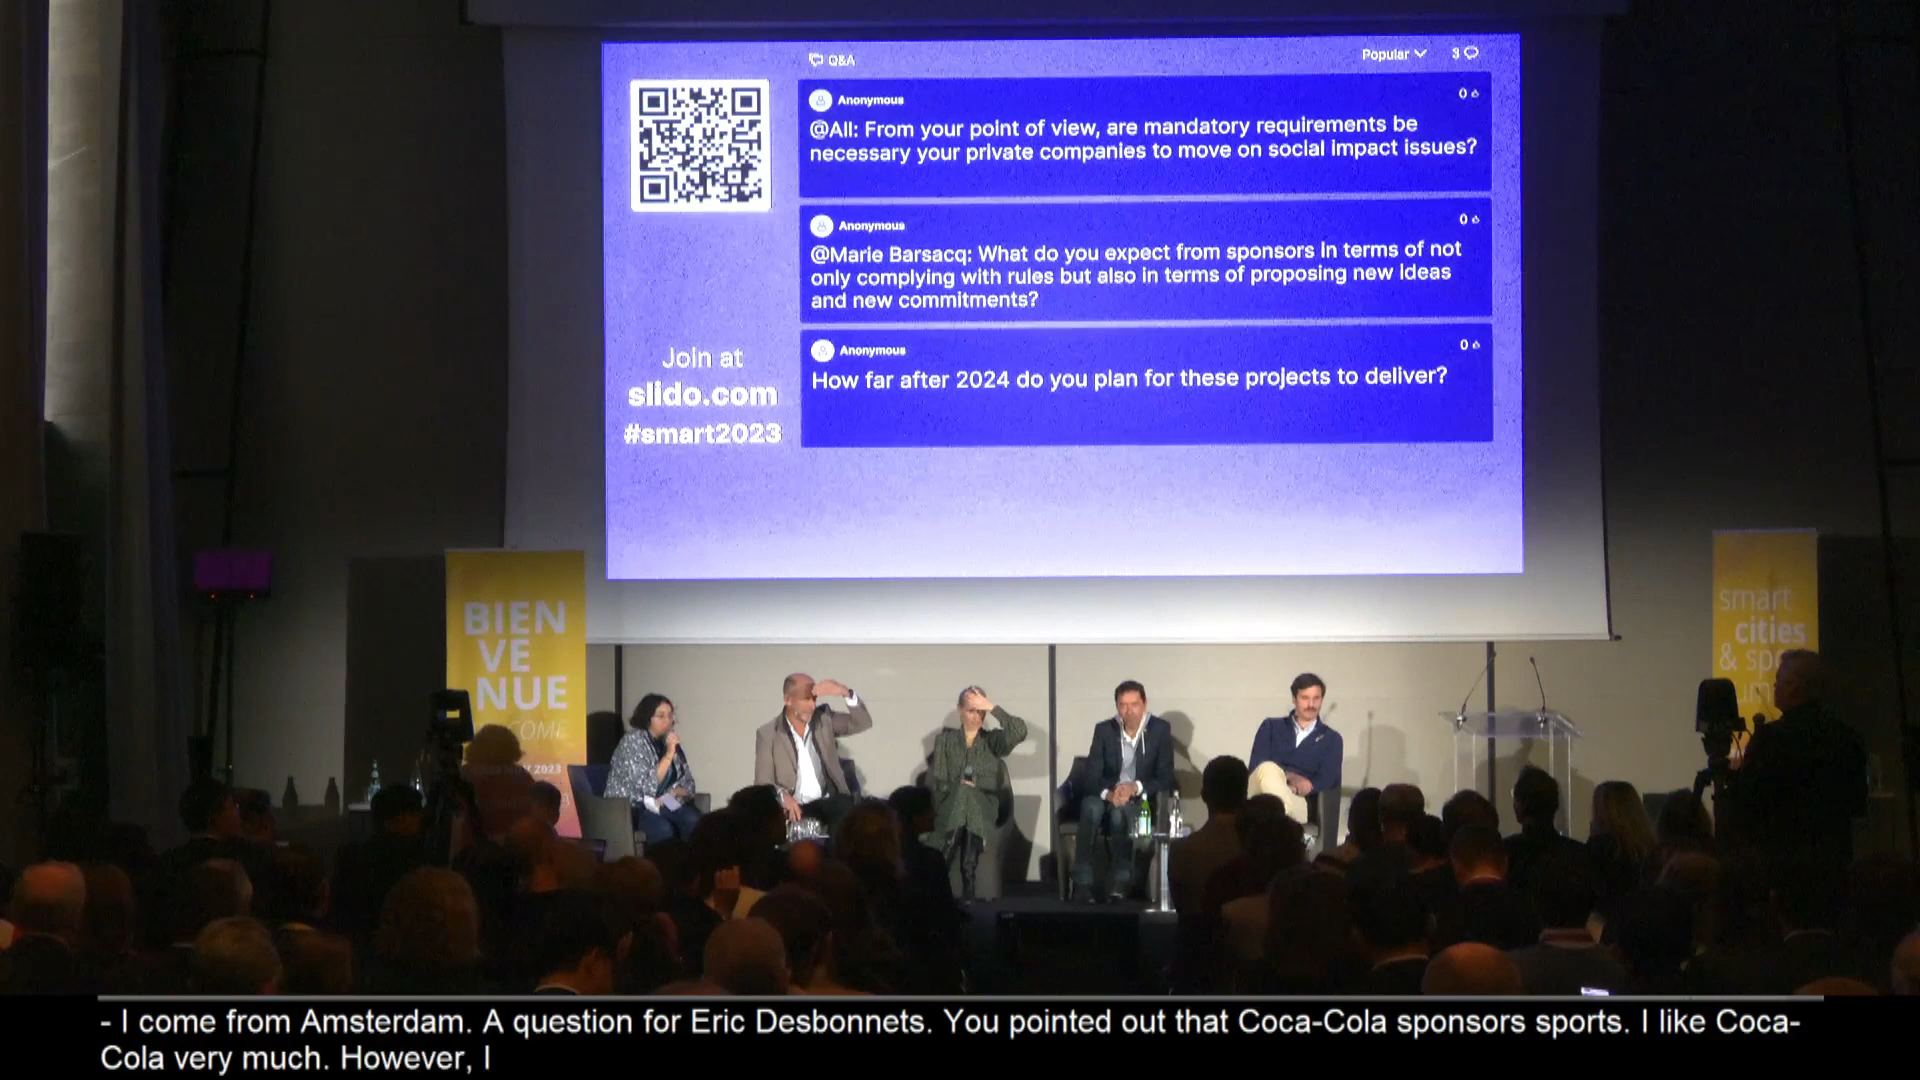 Q&A
Popular
3
Anonymous
0
@All: From your point of view, are mandatory requirements be
necessary your private companies to move on social impact issues?
Anonymous
0
@Marie Barsacq: What do you expect from sponsors in terms of not
only complying with rules but also in terms of proposing new ideas
and new commitments?
Anonymous
0
How far after 2024 do you plan for these projects to deliver?
Join at
slido.com
#smart2023
BIEN
VE
NUE
COME
2023
smart
cities
& spo
- I come from Amsterdam. A question for Eric Desbonnets. You pointed out that Coca-Cola sponsors sports. I like Coca-
Cola very much. However, I